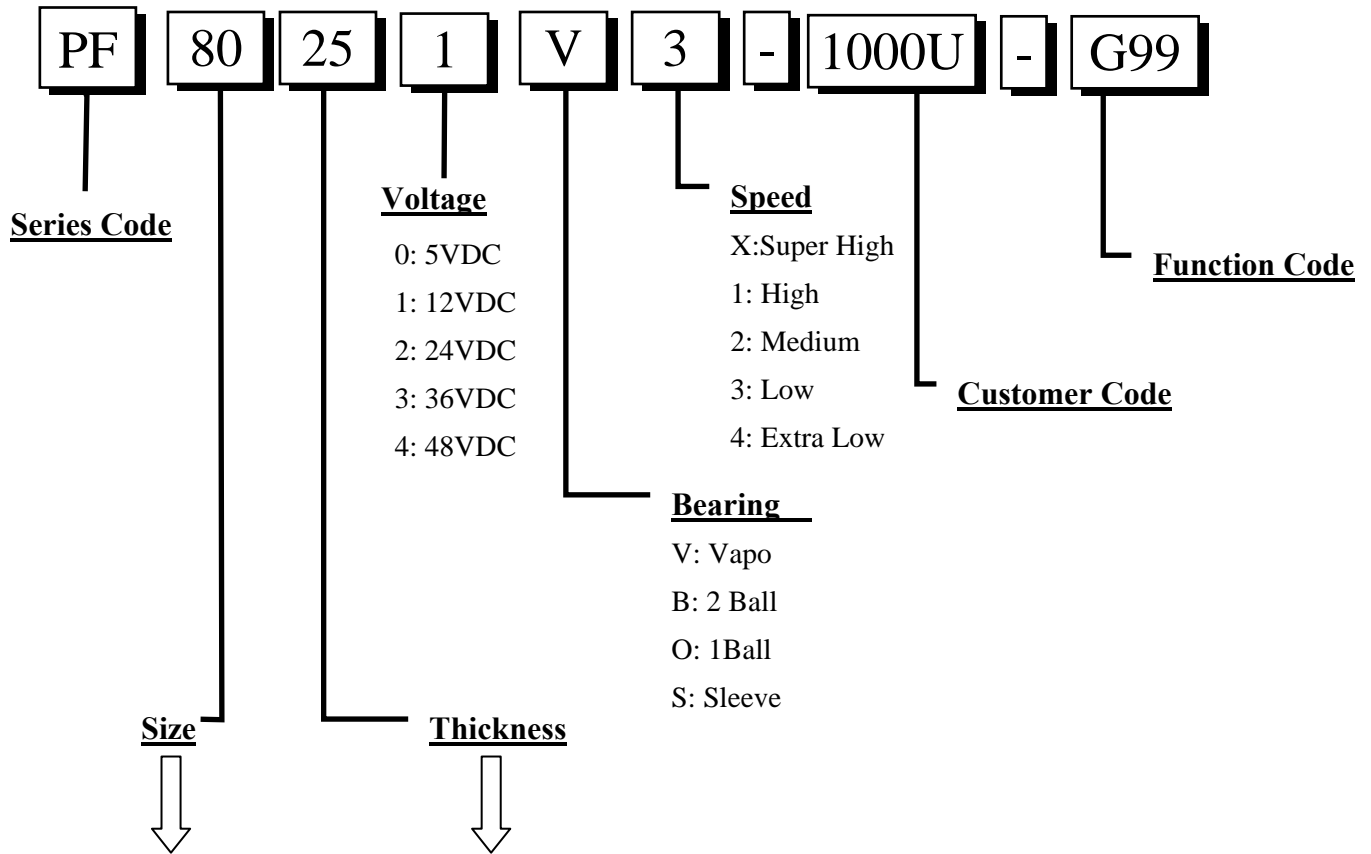 PF 80 25 1 V 3 - 1000U - G99
Series Code
Voltage
0: 5VDC
1: 12VDC
2: 24VDC
3: 36VDC
4: 48VDC
Speed
X:Super High
1: High
2: Medium
3: Low
4: Extra Low
Function Code
Customer Code
Bearing
V: Vapo
B: 2 Ball
O: 1Ball
S: Sleeve
Size
Thickness